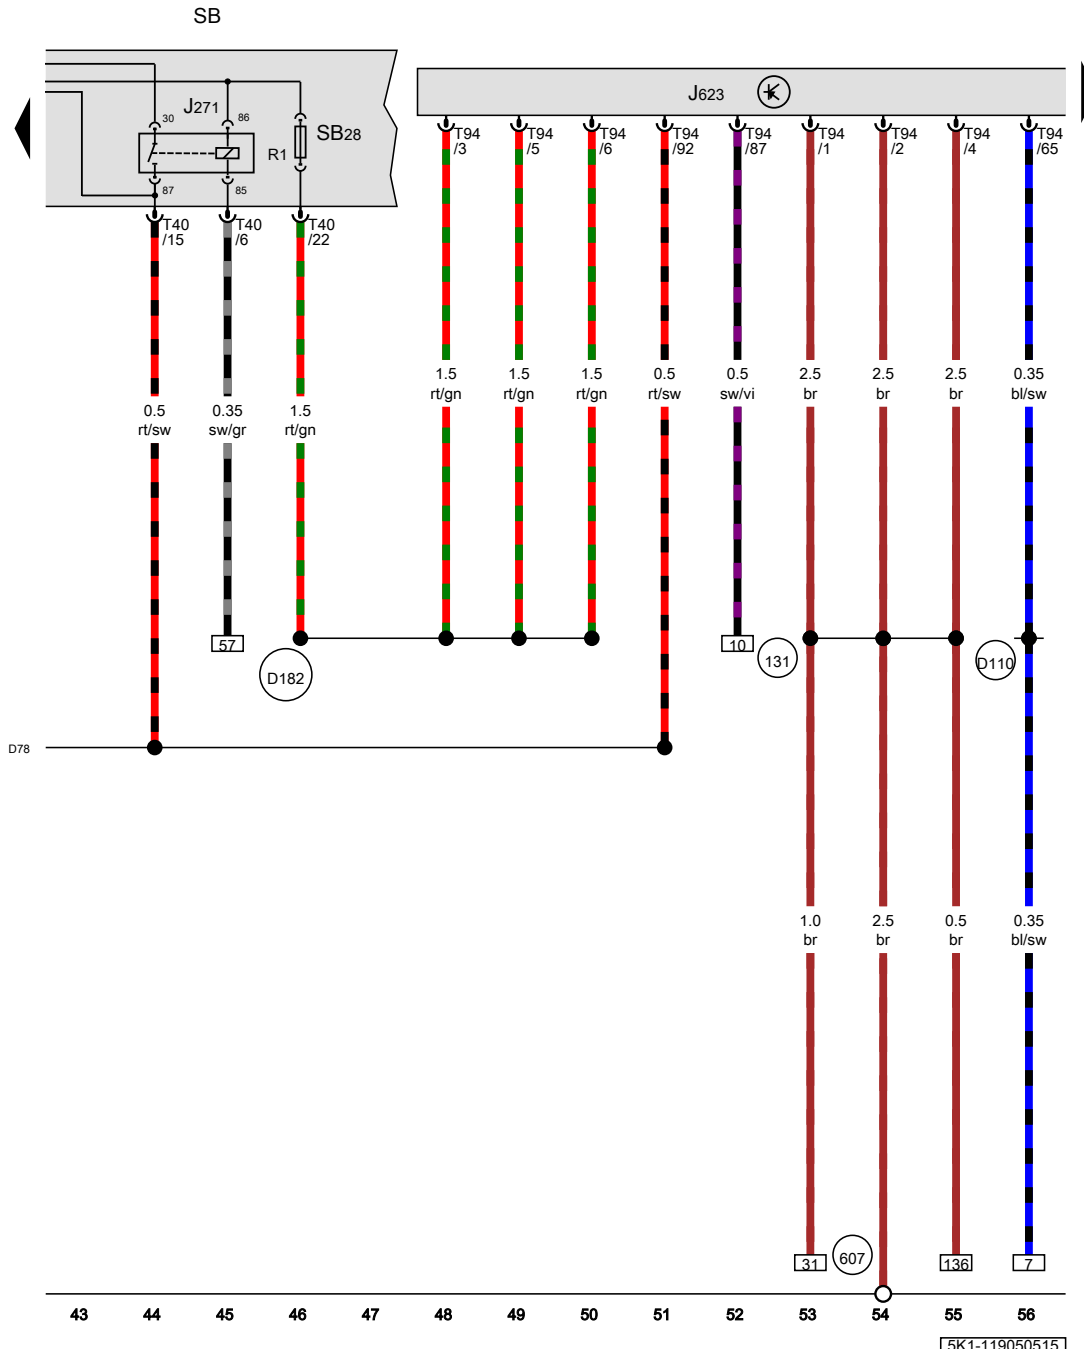 SB
J271
30
86
SB28
R1
87
85
T40
/15
T40
/6
T40
/22
J623
T94
/3
T94
/5
T94
/6
T94
/92
T94
/87
T94
/1
T94
/2
T94
/4
T94
/65
1.5
rt/gn
1.5
rt/gn
1.5
rt/gn
0.5
rt/sw
0.5
sw/vi
2.5
br
2.5
br
2.5
br
0.35
bl/sw
0.5
rt/sw
0.35
sw/gr
1.5
rt/gn
57
D182
10
131
D110
D78
1.0
br
2.5
br
0.5
br
0.35
bl/sw
31
607
136
7
43 44 45 46 47 48 49 50 51 52 53 54 55 56
5K1-119050515